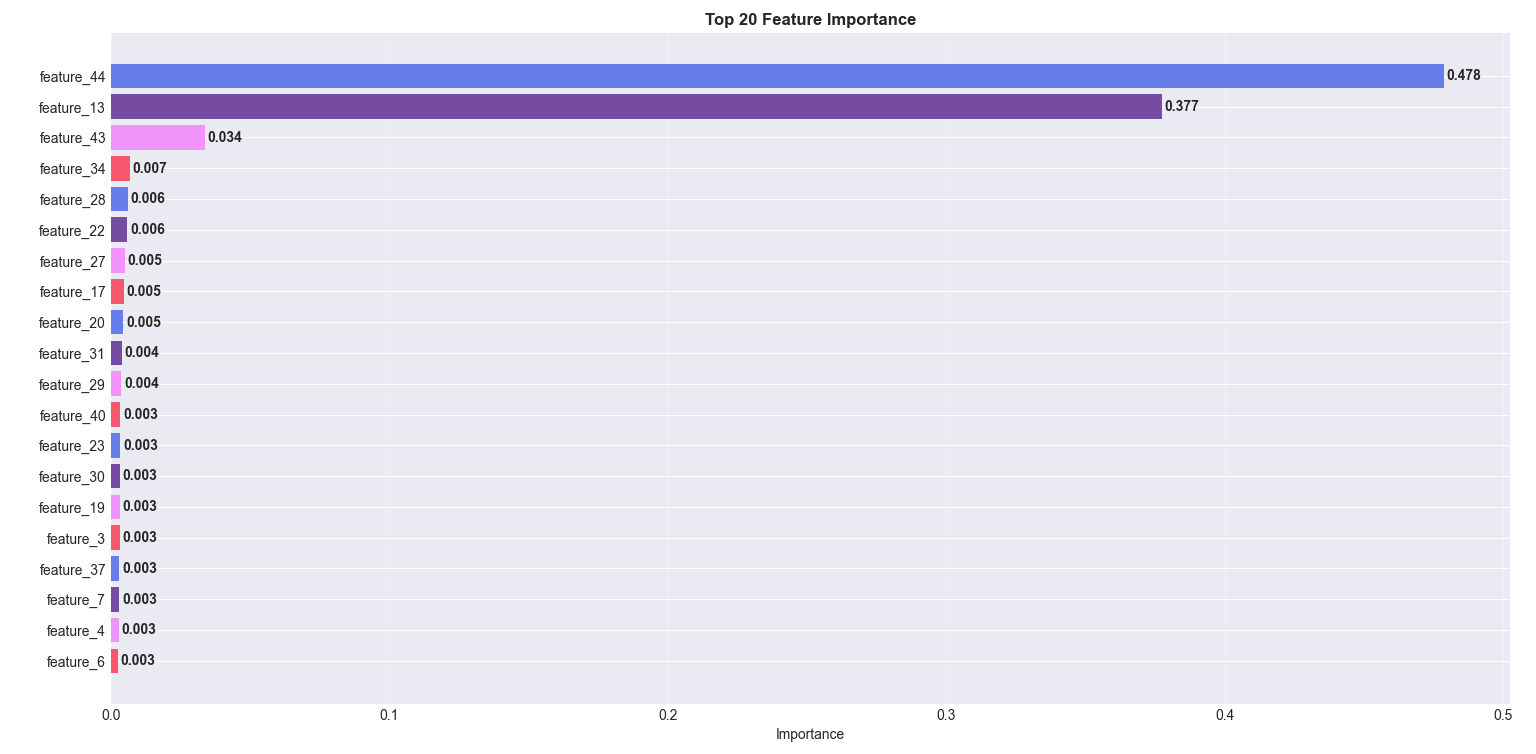 Top 20 Feature Importance
feature_44 0.478
feature_13 0.377
feature_43 0.034
feature_34 0.007
feature_28 0.006
feature_22 0.006
feature_27 0.005
feature_17 0.005
feature_20 0.005
feature_31 0.004
feature_29 0.004
feature_40 0.003
feature_23 0.003
feature_30 0.003
feature_19 0.003
feature_3 0.003
feature_37 0.003
feature_7 0.003
feature_4 0.003
feature_6 0.003
0.0 0.1 0.2 0.3 0.4 0.5
Importance